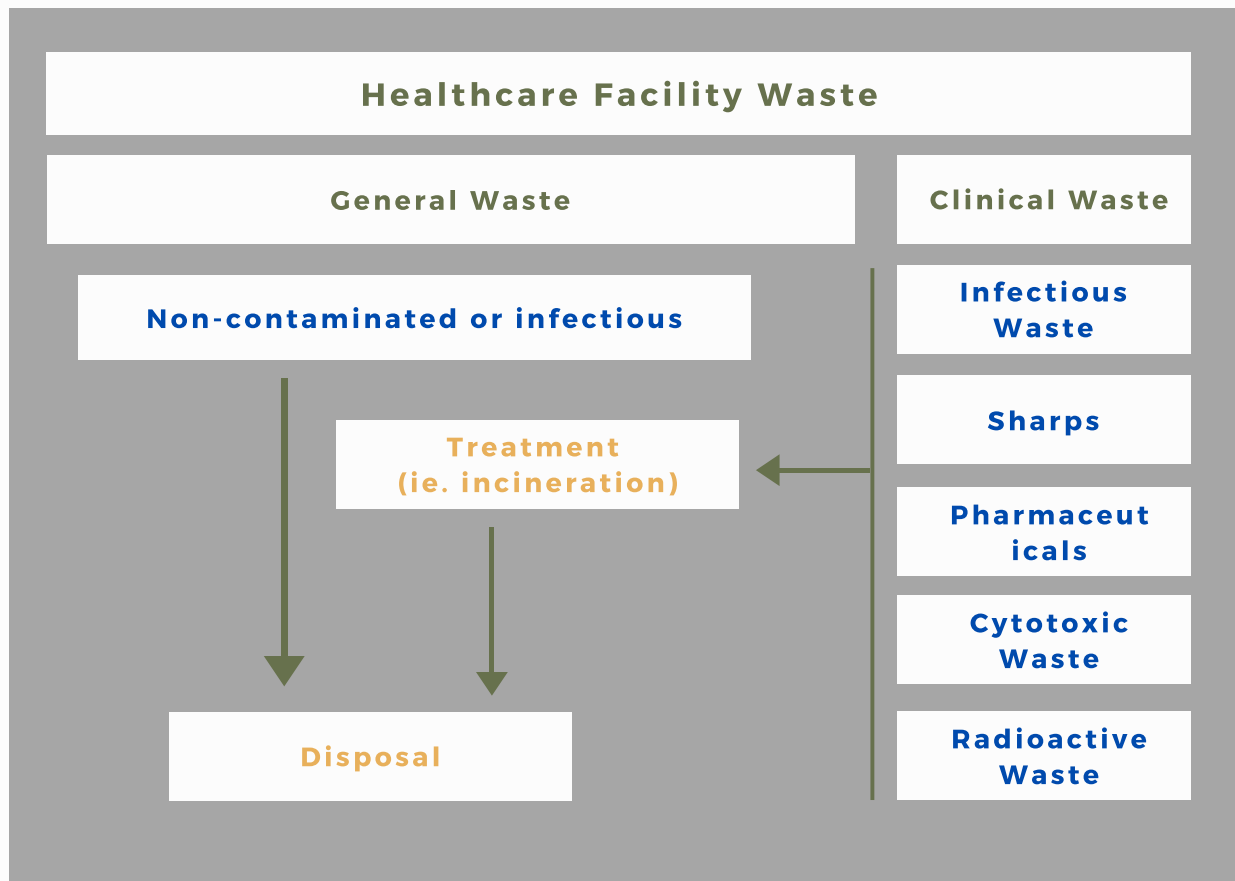 Healthcare Facility Waste
General Waste
Clinical Waste
Non-contaminated or infectious
Treatment
(ie. incineration)
Disposal
Infectious
Waste
Sharps
Pharmaceut
icals
Cytotoxic
Waste
Radioactive
Waste